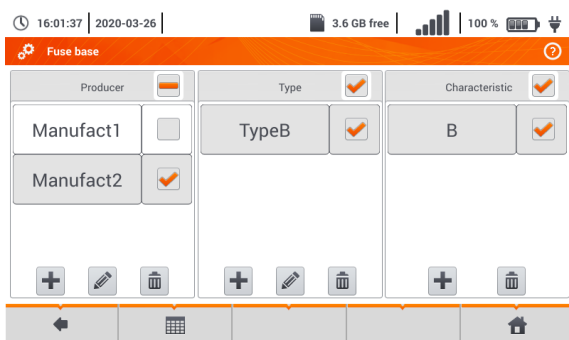 16:01:37 2020-03-26 3.6 GB free 100 %
Fuse base ?
Producer Type Characteristic
Manufact1 TypeB B
Manufact2